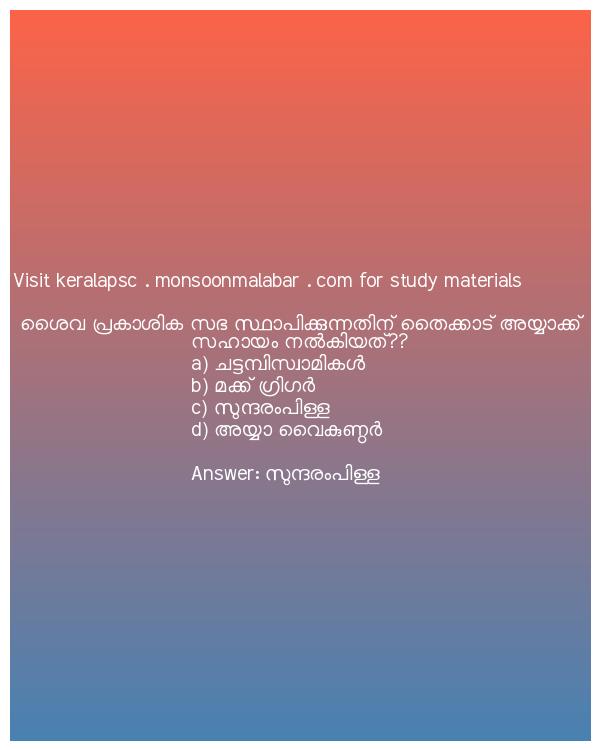 Visit keralapsc . monsoonmalabar . com for study materials
ശൈവ പ്രകാശിക സഭ സ്ഥാപിക്കുന്നതിന് തൈക്കാട് അയ്യാക്ക്
സഹായം നൽകിയത്??
a) ചട്ടമ്പിസ്വാമികൾ
b) മക്ക് ഗ്രിഗർ
c) സുന്ദരംപിള്ള
d) അയ്യാ വൈകുണ്ഠർ
Answer: സുന്ദരംപിള്ള